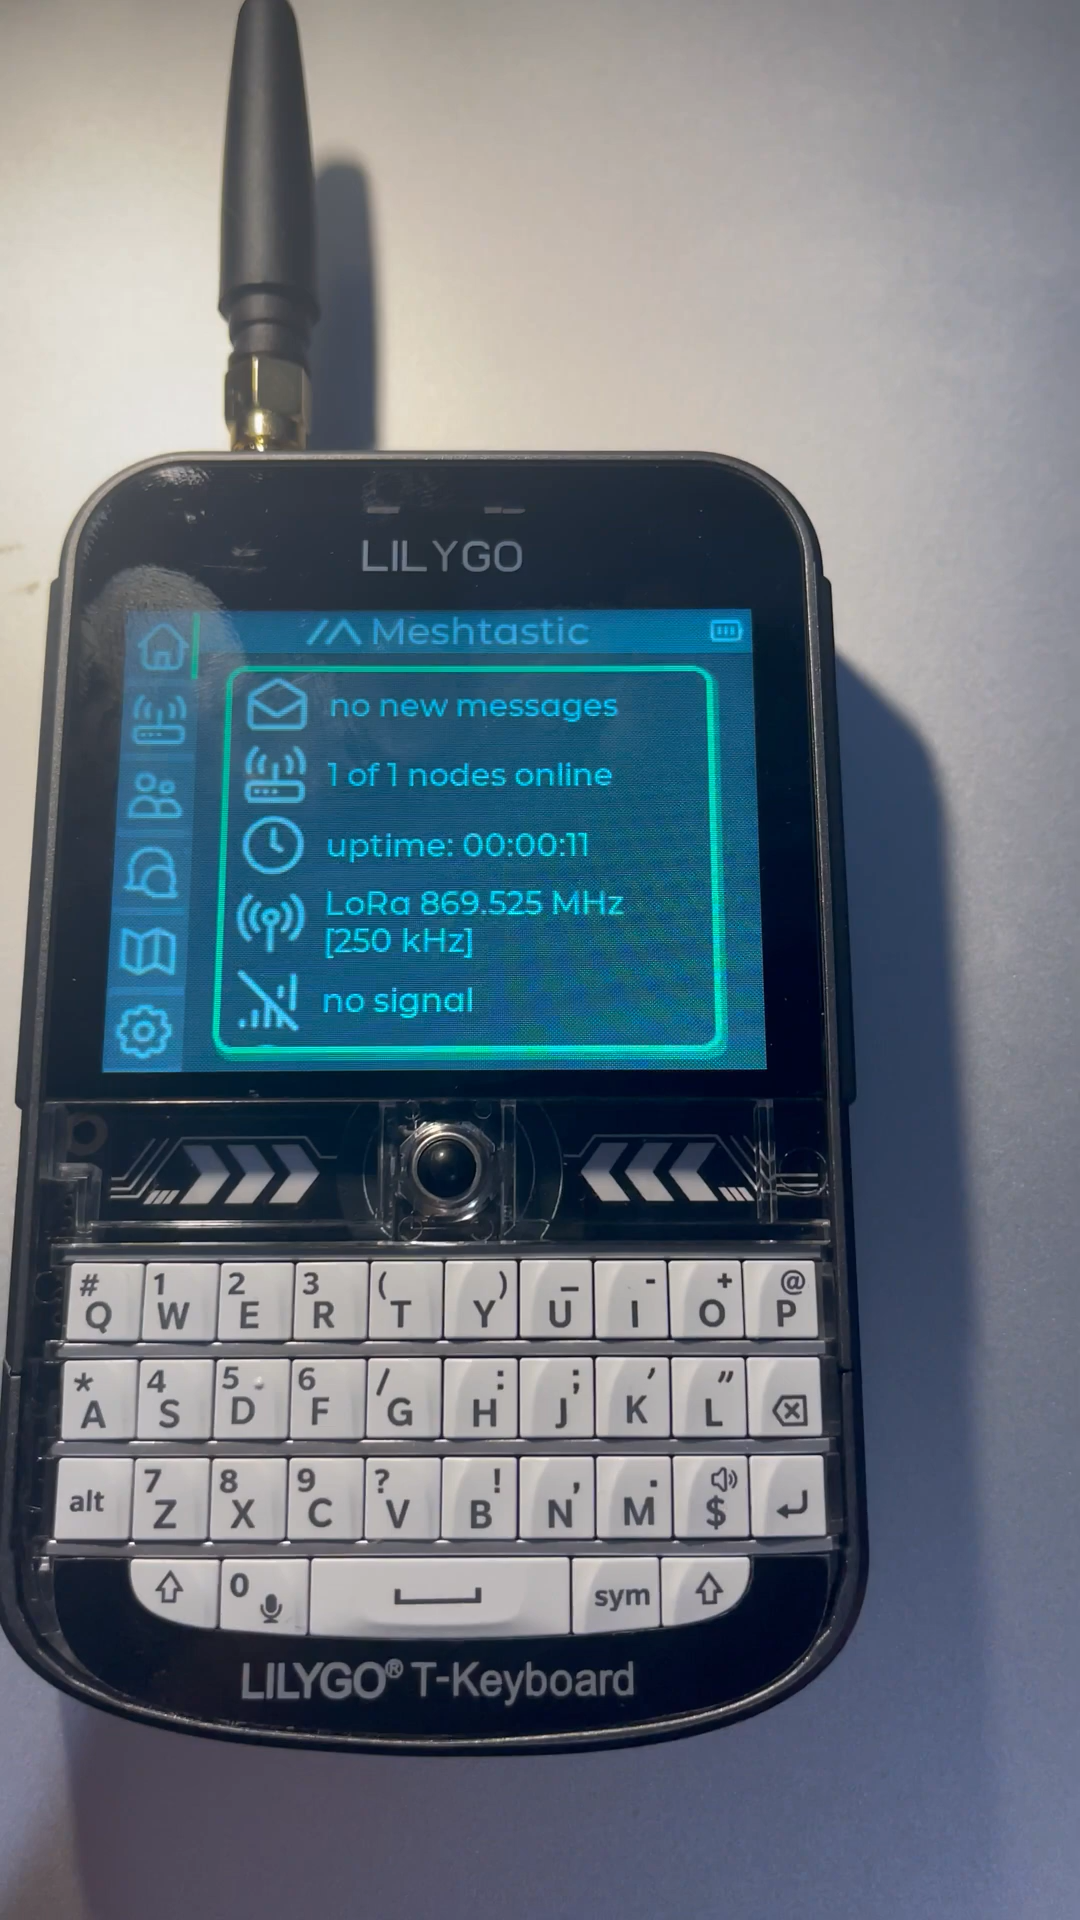 LILYGO
Meshtastic
no new messages
1 of 1 nodes online
uptime: 00:00:11
LoRa 869.525 MHz
[250 kHz]
no signal
# 1 2 3 ( ) _ - + @
Q W E R T Y U I O P
* 4 5 6 / : ; ' "
A S D F G H J K L
alt 7 8 9 ? ! , .
Z X C V B N M $
0 sym
LILYGO® T-Keyboard